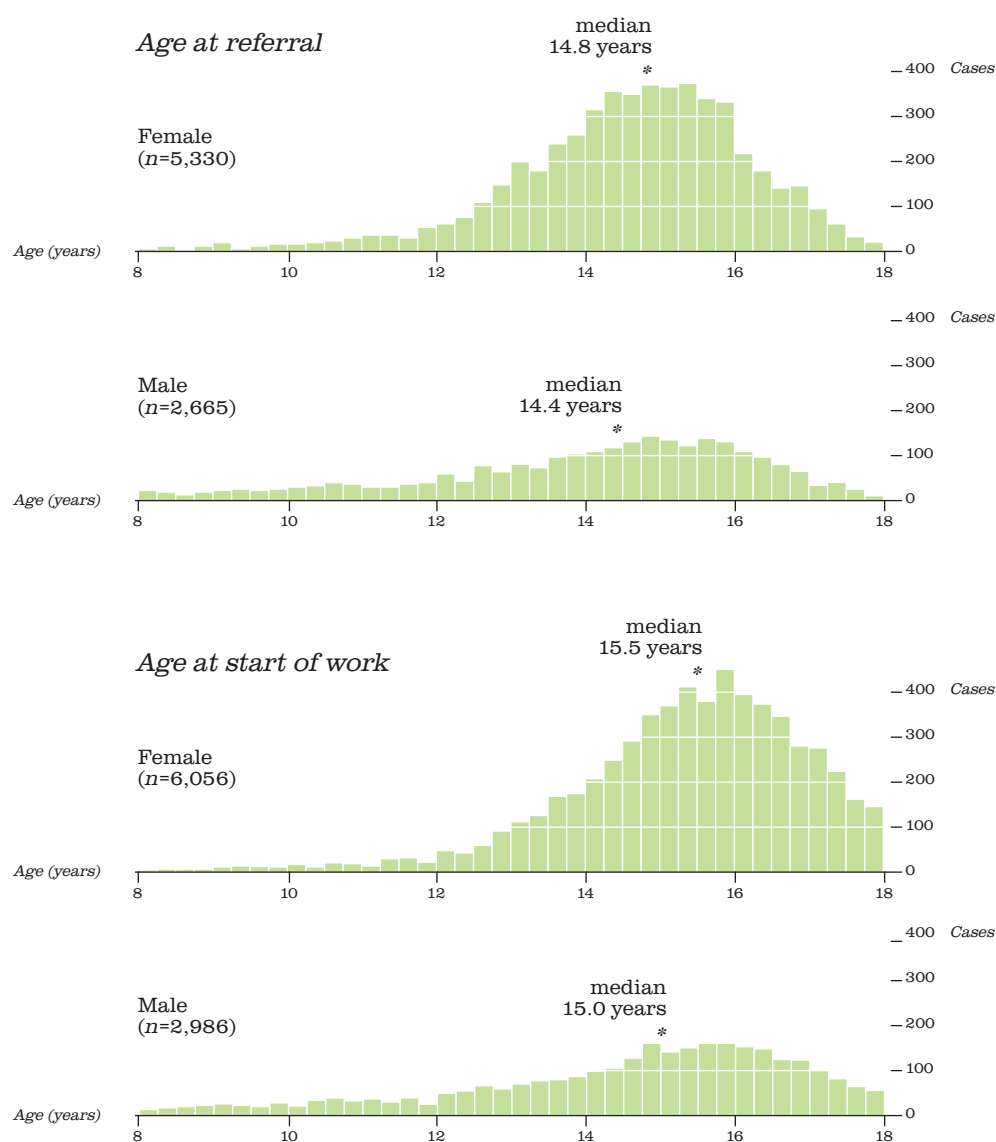 Age at referral
median
14.8 years
*
400 Cases
300
200
100
0
Female
(n=5,330)
Age (years)
8 10 12 14 16 18
400 Cases
300
200
100
0
Male
(n=2,665)
median
14.4 years
*
Age (years)
8 10 12 14 16 18
Age at start of work
median
15.5 years
*
400 Cases
300
200
100
0
Female
(n=6,056)
Age (years)
8 10 12 14 16 18
400 Cases
300
200
100
0
Male
(n=2,986)
median
15.0 years
*
Age (years)
8 10 12 14 16 18